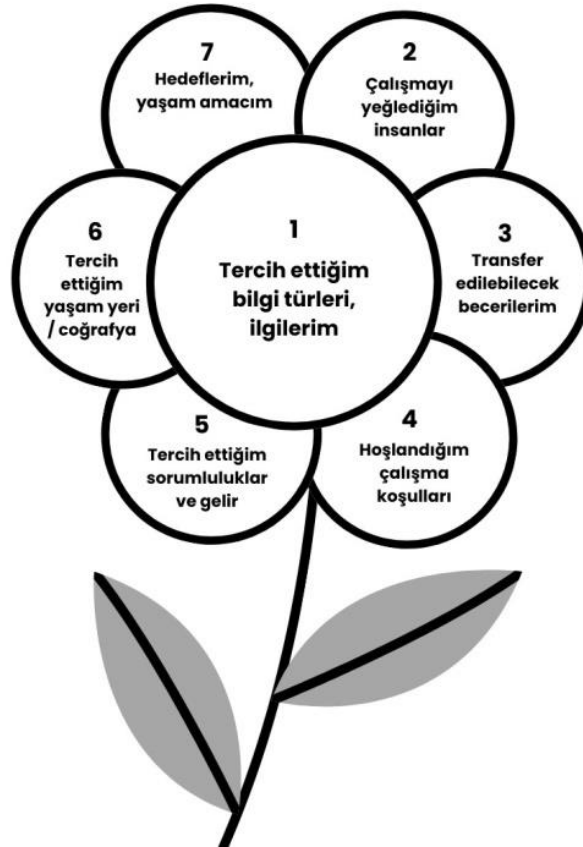 1
Tercih ettiğim
bilgi türleri,
ilgilerim
2
Çalışmayı
yeğlediğim
insanlar
3
Transfer
edilebilecek
becerilerim
4
Hoşlandığım
çalışma
koşulları
5
Tercih ettiğim
sorumluluklar
ve gelir
6
Tercih
ettiğim
yaşam yeri
/ coğrafya
7
Hedeflerim,
yaşam amacım